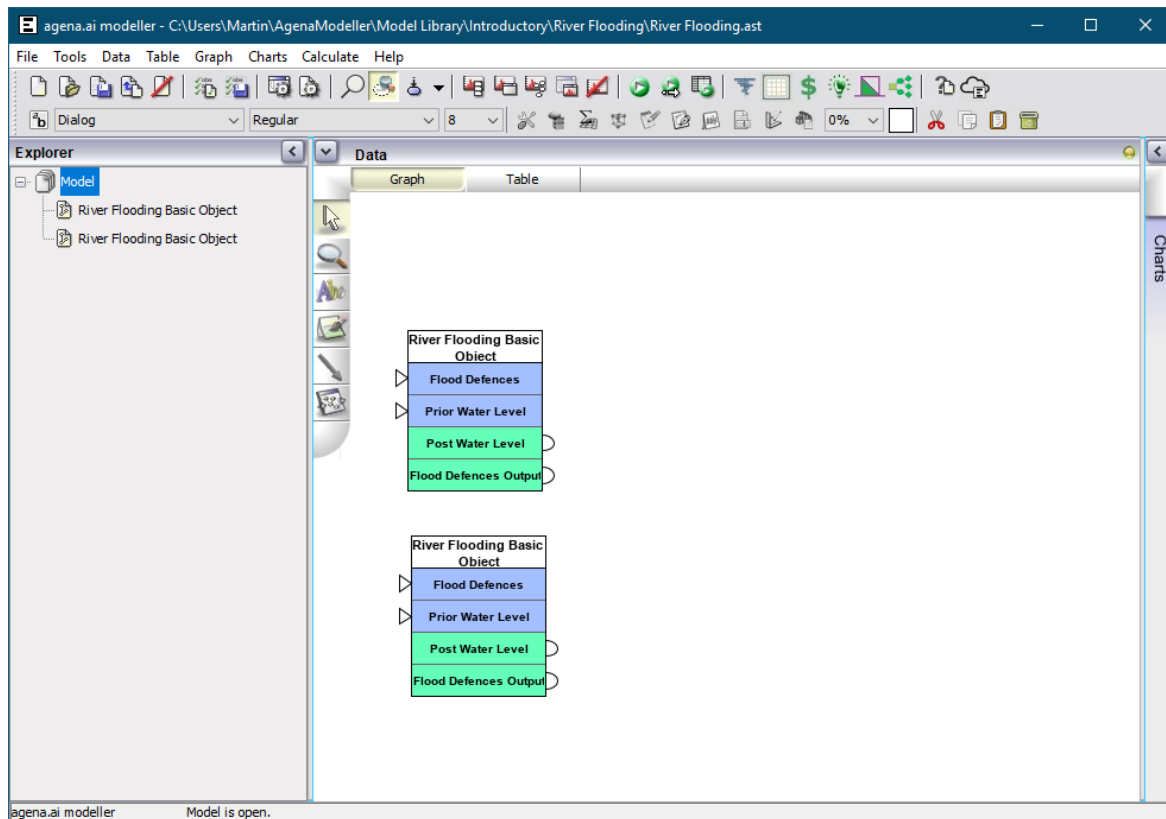 agena.ai modeller - C:\Users\Martin\AgenaModeller\Model Library\Introductory\River Flooding\River Flooding.ast
File Tools Data Table Graph Charts Calculate Help
Dialog Regular 8 0%
Explorer
Data
Model
Graph Table
River Flooding Basic Object
River Flooding Basic Object
Charts
River Flooding Basic
Object
Flood Defences
Prior Water Level
Post Water Level
Flood Defences Output
River Flooding Basic
Object
Flood Defences
Prior Water Level
Post Water Level
Flood Defences Output
agena.ai modeller Model is open.